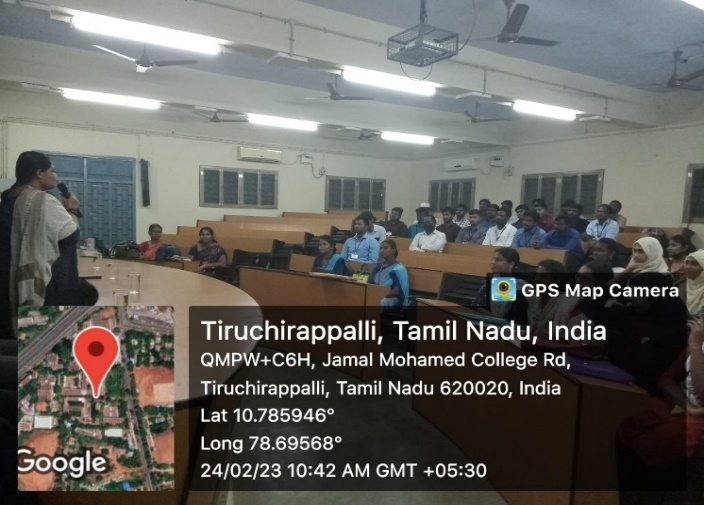 GPS Map Camera
Tiruchirappalli, Tamil Nadu, India
QMPW+C6H, Jamal Mohamed College Rd,
Tiruchirappalli, Tamil Nadu 620020, India
Lat 10.785946°
Long 78.69568°
24/02/23 10:42 AM GMT +05:30
Google